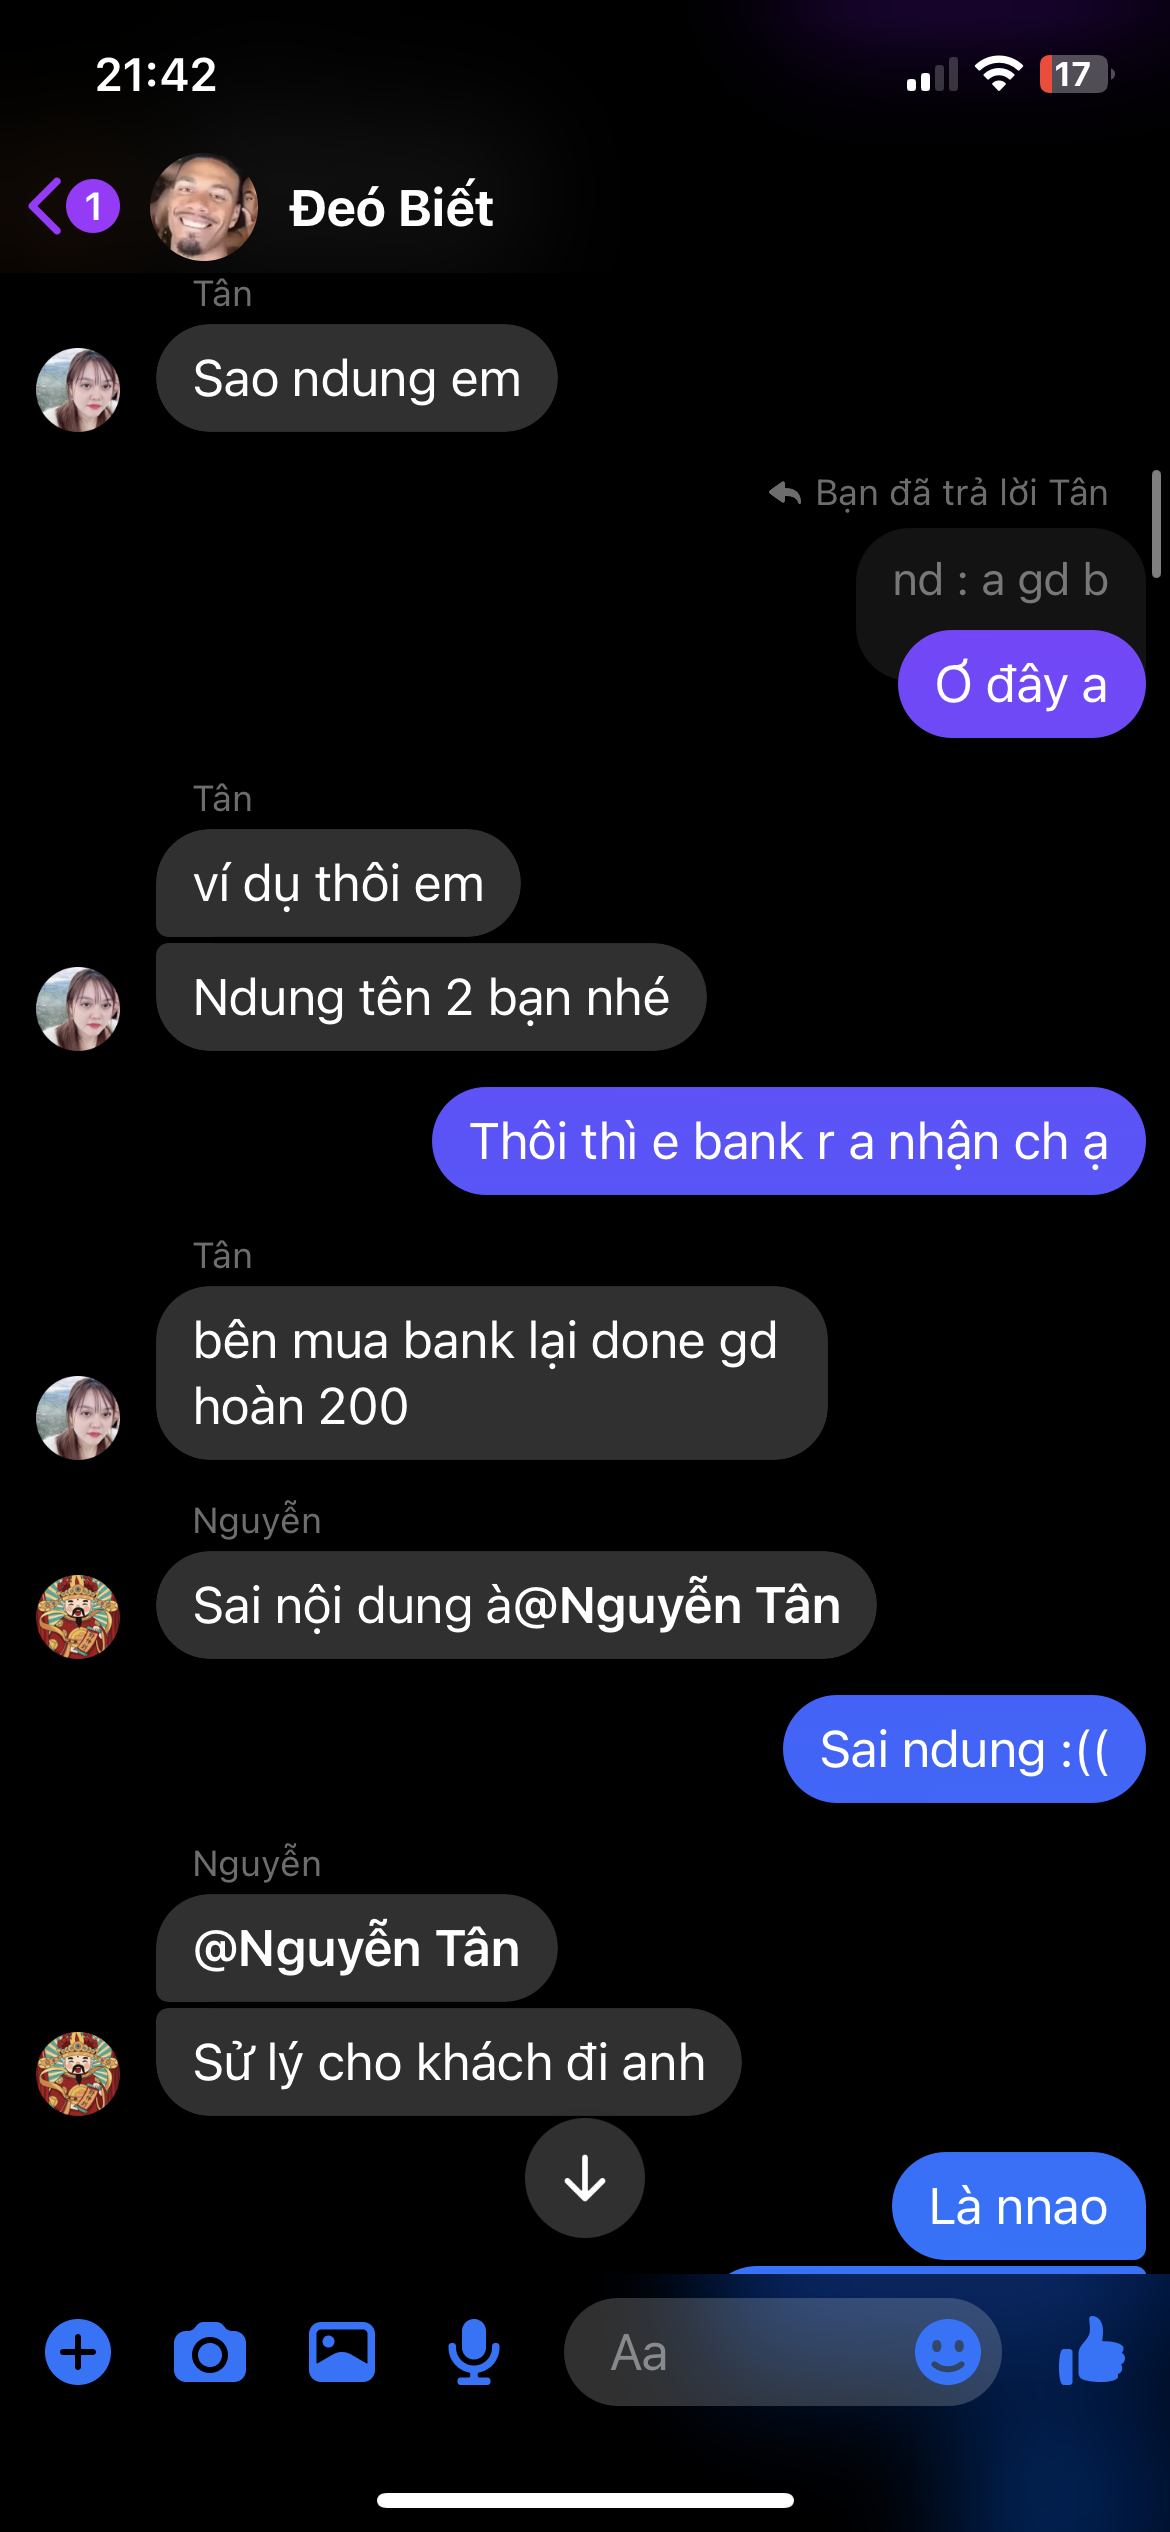 21:42
17
1
Đeó Biết
Tân
Sao ndung em
Bạn đã trả lời Tân
nd : a gd b
Ơ đây a
Tân
ví dụ thôi em
Ndung tên 2 bạn nhé
Thôi thì e bank r a nhận ch ạ
Tân
bên mua bank lại done gd
hoàn 200
Nguyễn
Sai nội dung à@Nguyễn Tân
Sai ndung :((
Nguyễn
@Nguyễn Tân
Sử lý cho khách đi anh
Là nnao
Aa